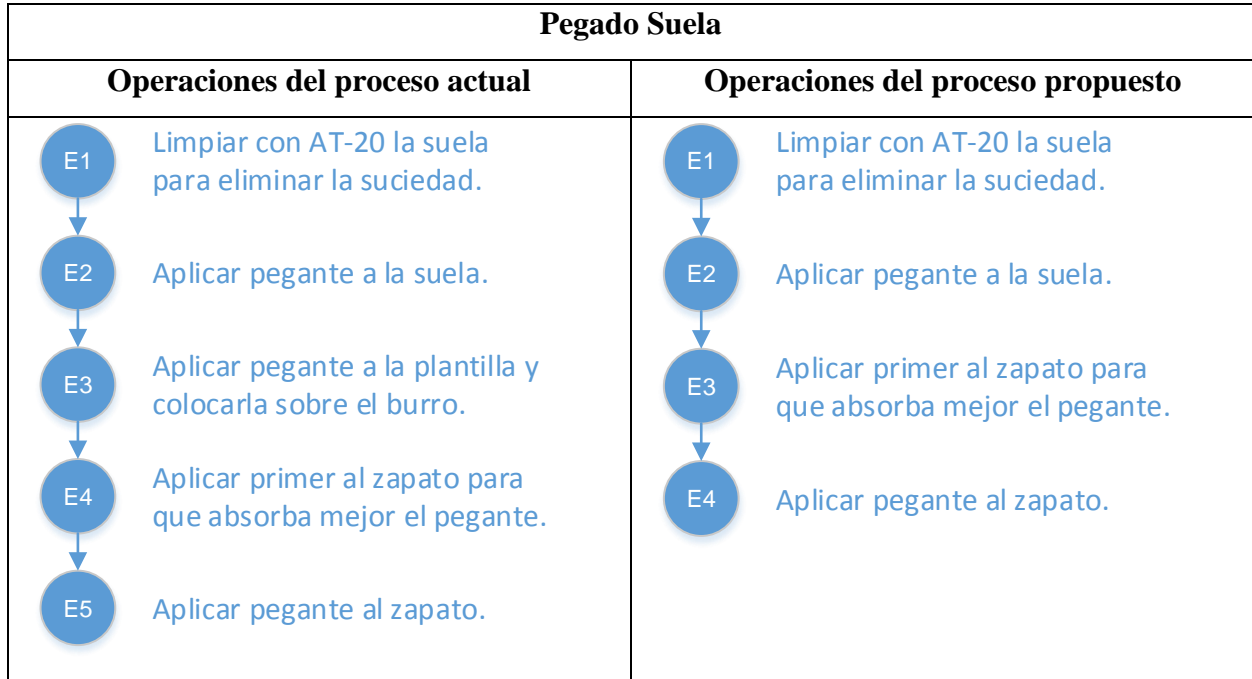 Pegado Suela
Operaciones del proceso actual
Operaciones del proceso propuesto
E1
Limpiar con AT-20 la suela
para eliminar la suciedad.
E2
Aplicar pegante a la suela.
E3
Aplicar pegante a la plantilla y
colocarla sobre el burro.
E4
Aplicar primer al zapato para
que absorba mejor el pegante.
E5
Aplicar pegante al zapato.
E1
Limpiar con AT-20 la suela
para eliminar la suciedad.
E2
Aplicar pegante a la suela.
E3
Aplicar primer al zapato para
que absorba mejor el pegante.
E4
Aplicar pegante al zapato.